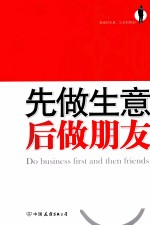 先做生意
后做朋友
Do business first and then friends
中国友谊出版公司